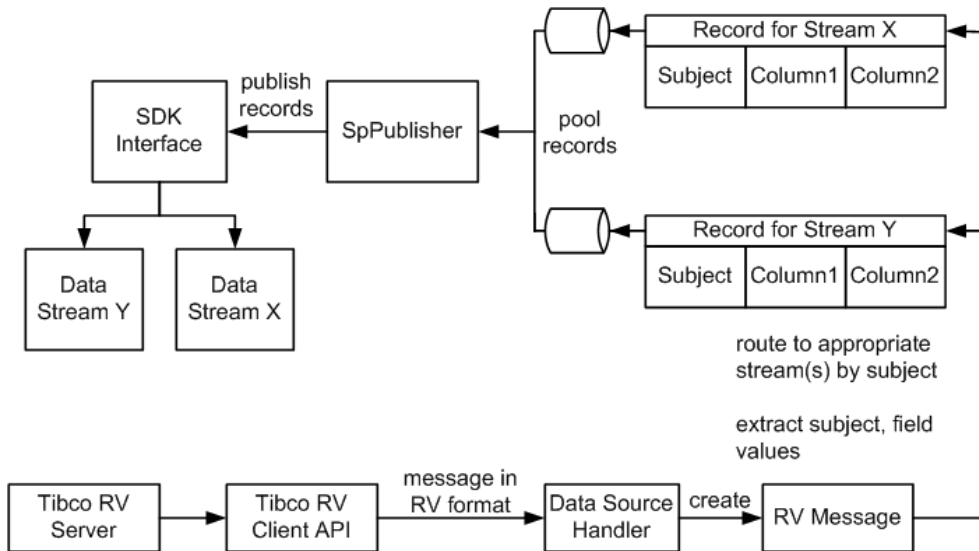 Record for Stream X
Subject
Column1
Column2
publish
records
SDK
Interface
SpPublisher
pool
records
Record for Stream Y
Subject
Column1
Column2
Data
Stream Y
Data
Stream X
route to appropriate
stream(s) by subject
extract subject, field
values
Tibco RV
Server
Tibco RV
Client API
message in
RV format
Data Source
Handler
create
RV Message